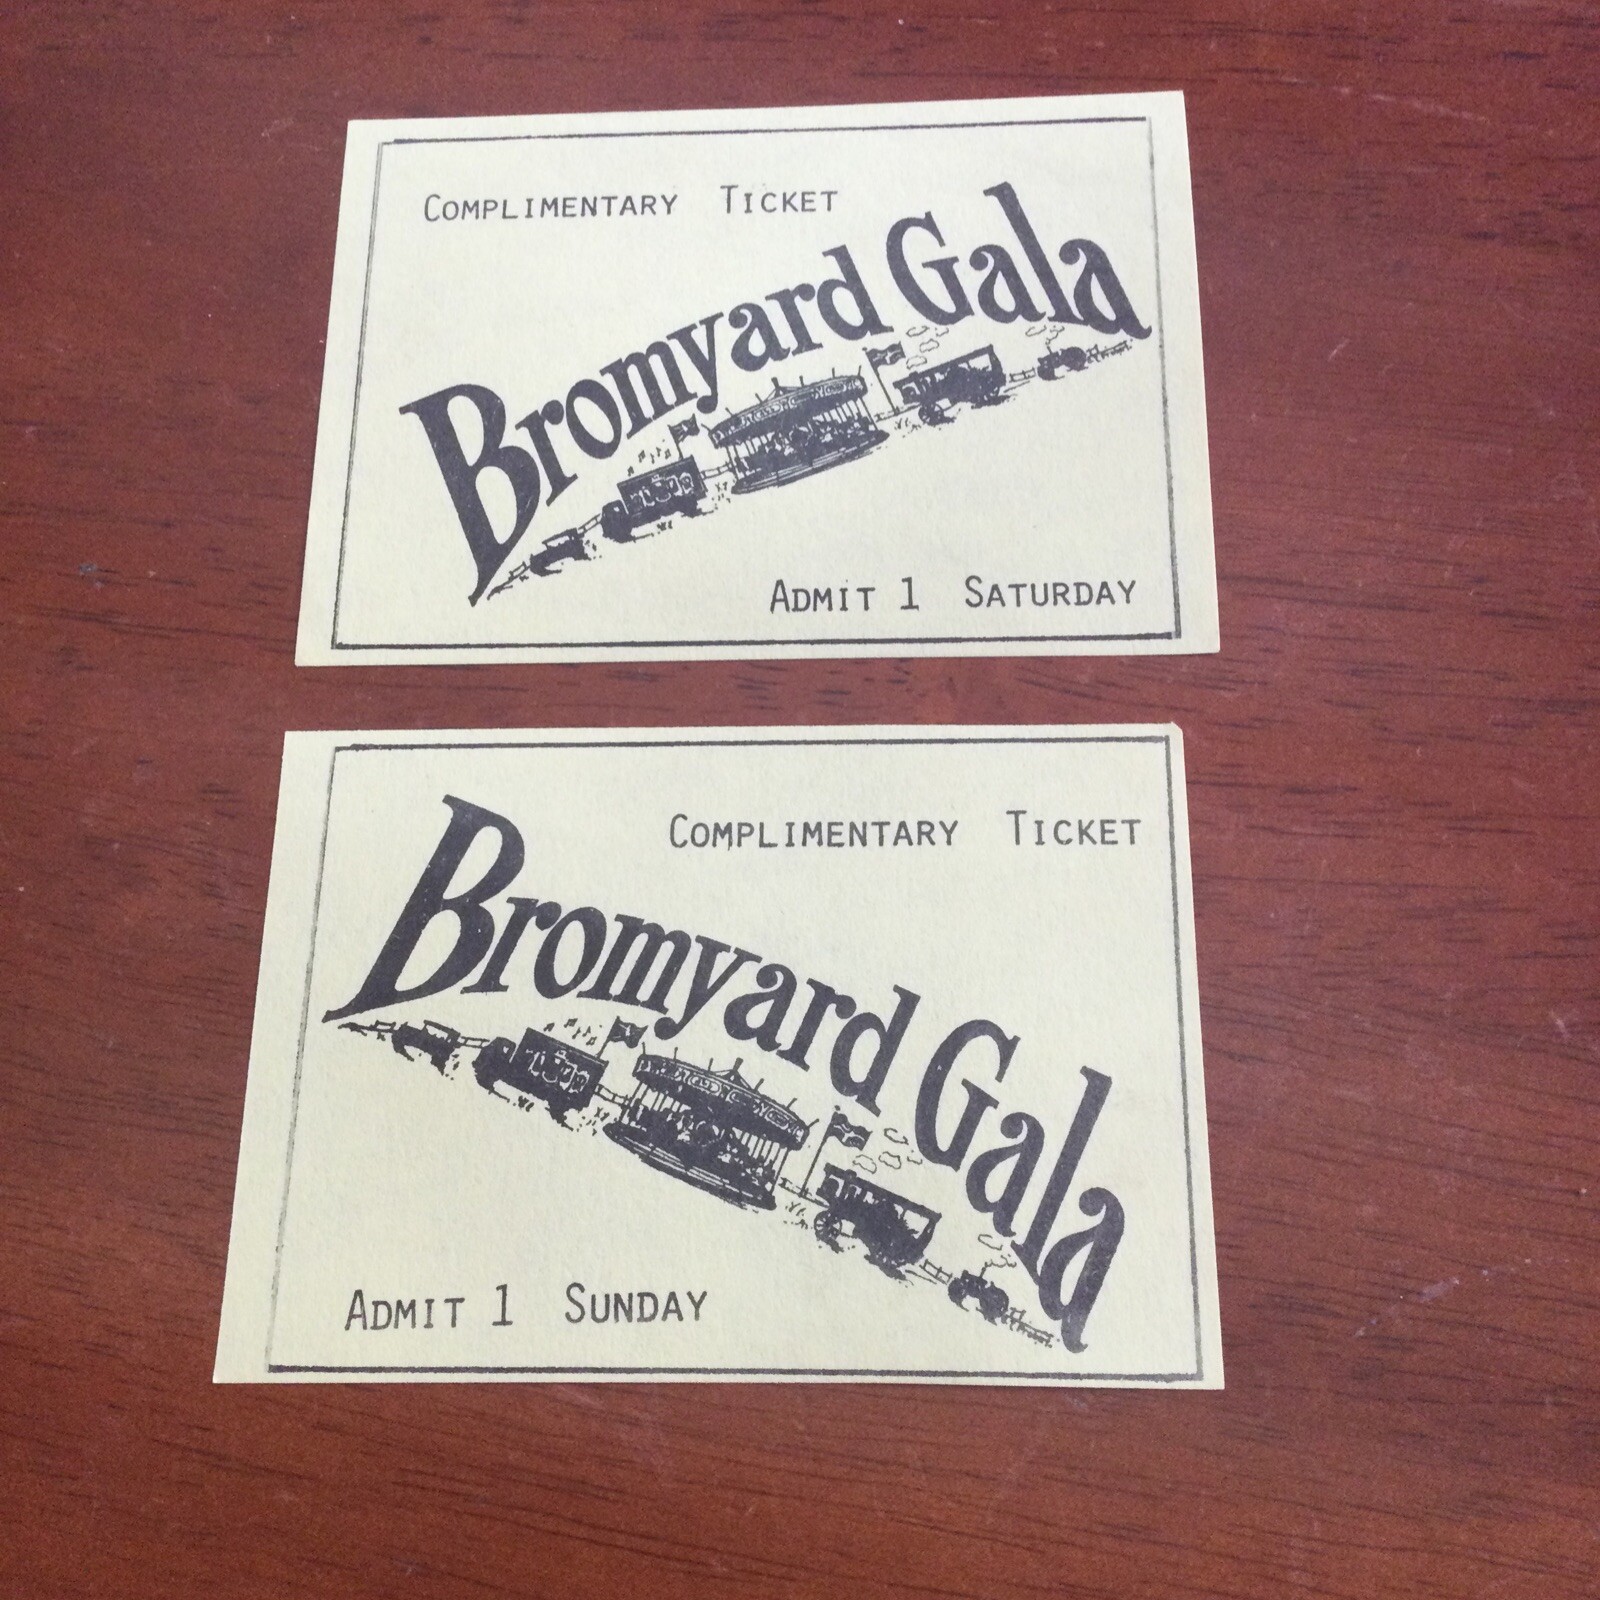 COMPLIMENTARY TICKET
Bromyard Gala
ADMIT 1 SATURDAY
COMPLIMENTARY TICKET
Bromyard Gala
ADMIT 1 SUNDAY